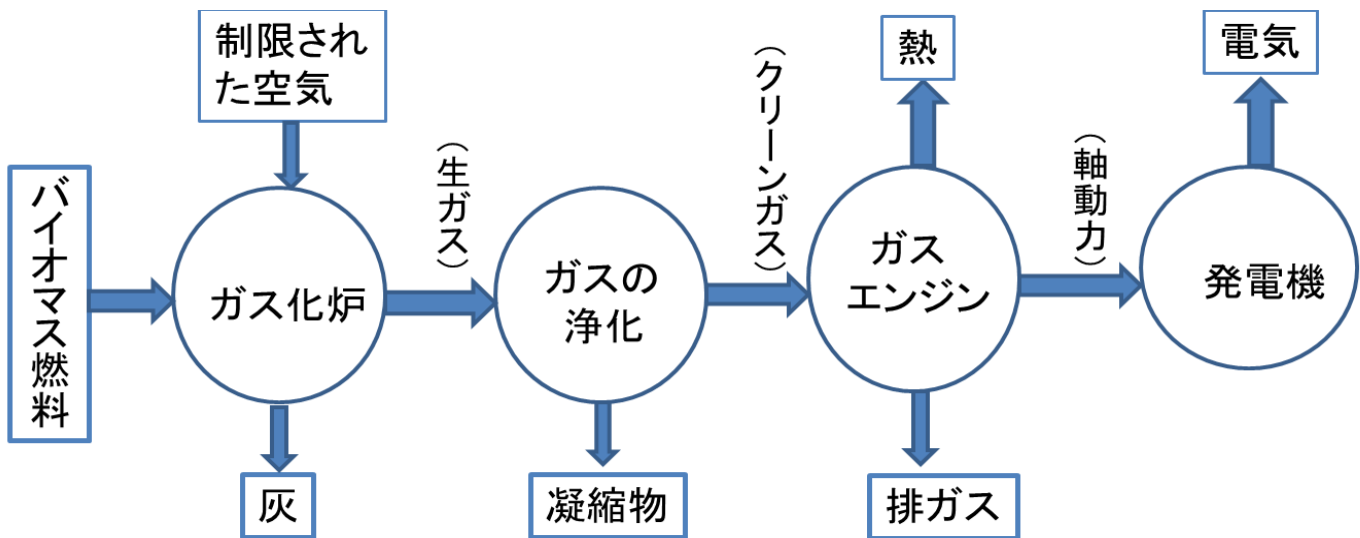 制限され
た空気
熱
電気
バイオマス燃料
（生ガス）
（クリーンガス）
（軸動力）
ガス化炉
ガスの
浄化
ガス
エンジン
発電機
灰
凝縮物
排ガス